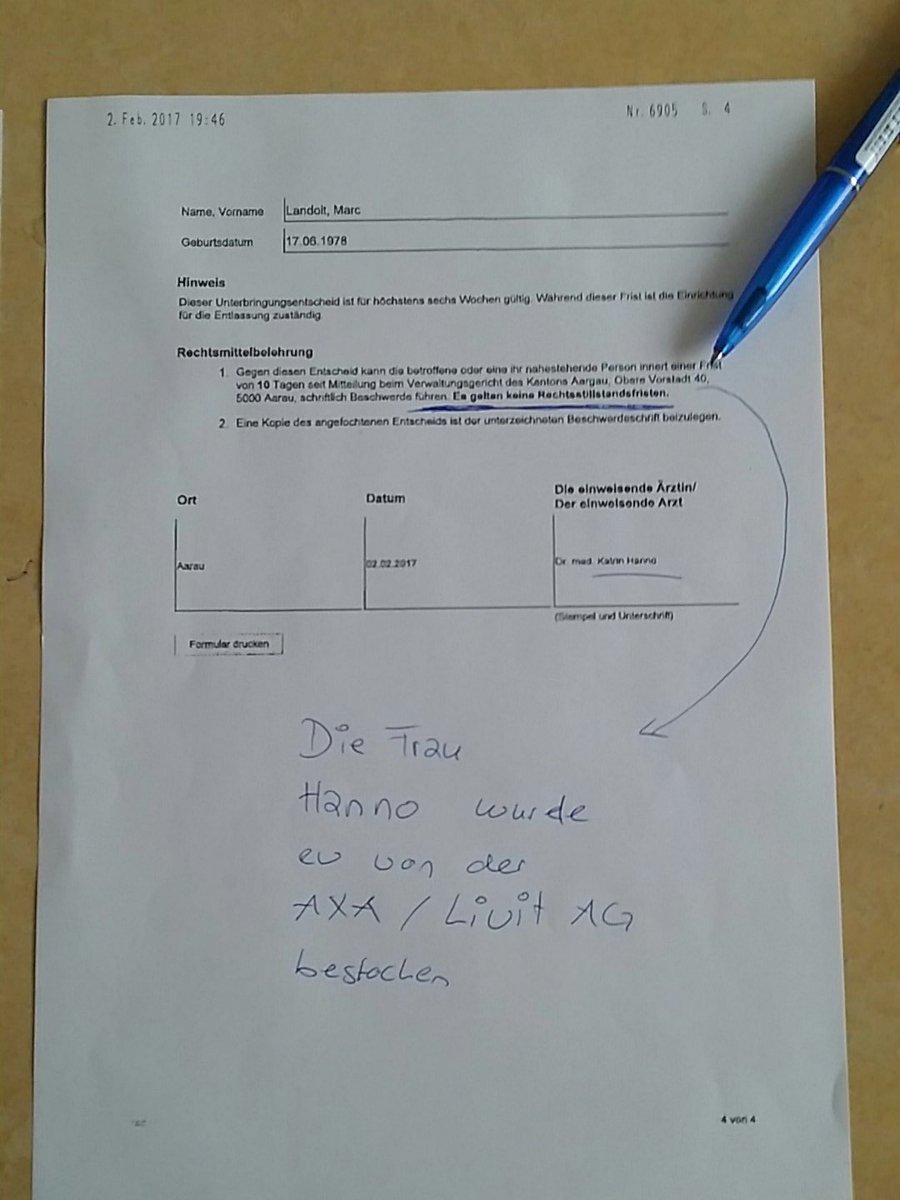 2. Feb. 2017 19:46
Nr. 6905 S. 4
Name, Vorname Landolt, Marc
Geburtsdatum 17.06.1978
Hinweis
Dieser Unterbringungsentscheid ist für höchstens sechs Wochen gültig. Während dieser Frist ist die Einrichtung
für die Entlassung zuständig.
Rechtsmittelbelehrung
1. Gegen diesen Entscheid kann die betroffene oder eine ihr nahestehende Person innert einer Frist
von 10 Tagen seit Mitteilung beim Verwaltungsgericht des Kantons Aargau, Obere Vorstadt 40,
5000 Aarau, schriftlich Beschwerde führen. Es gelten keine Rechtsstillstandsfristen.
2. Eine Kopie des angefochtenen Entscheids ist der unterzeichneten Beschwerdeschrift beizulegen.
Ort Datum Die einweisende Ärztin/
Der einweisende Arzt
Aarau 02.02.2017 Dr. med. Katrin Hanno
(Stempel und Unterschrift)
Formular drucken
Die Frau
Hanno wurde
ev von der
AXA / Livit AG
bestochen
4 von 4